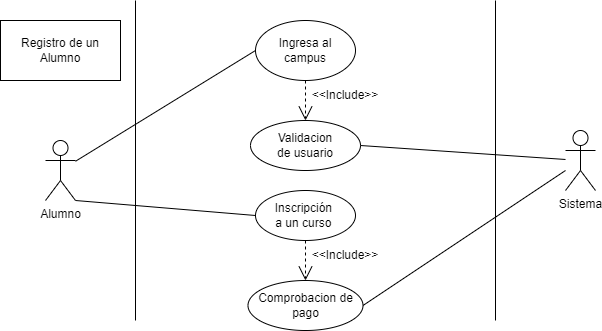 Registro de un
Alumno
Ingresa al
campus
<<Include>>
Validacion
de usuario
Alumno
Sistema
Inscripción
a un curso
<<Include>>
Comprobacion de
pago